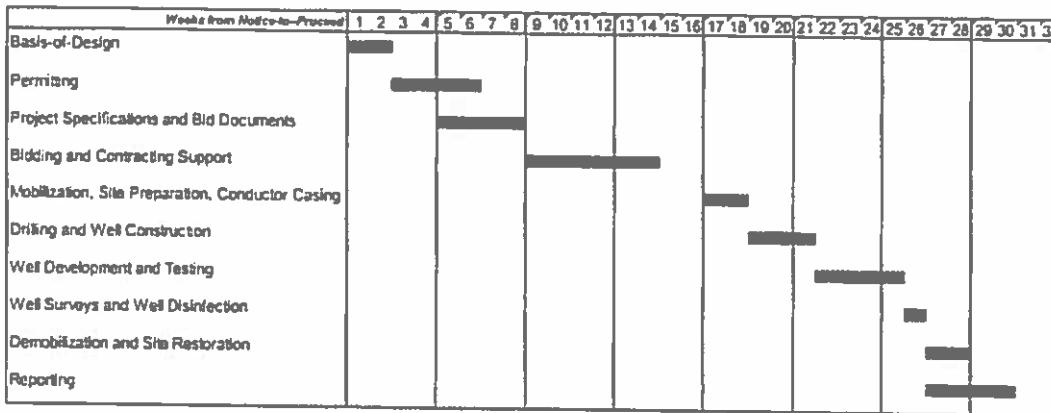 Weeks from Notice-to-Proceed 1 2 3 4 5 6 7 8 9 10 11 12 13 14 15 16 17 18 19 20 21 22 23 24 25 26 27 28 29 30 31
Basis-of-Design
Permitting
Project Specifications and Bid Documents
Bidding and Contracting Support
Mobilization, Site Preparation, Conductor Casing
Drilling and Well Construction
Well Development and Testing
Well Surveys and Well Disinfection
Demobilization and Site Restoration
Reporting